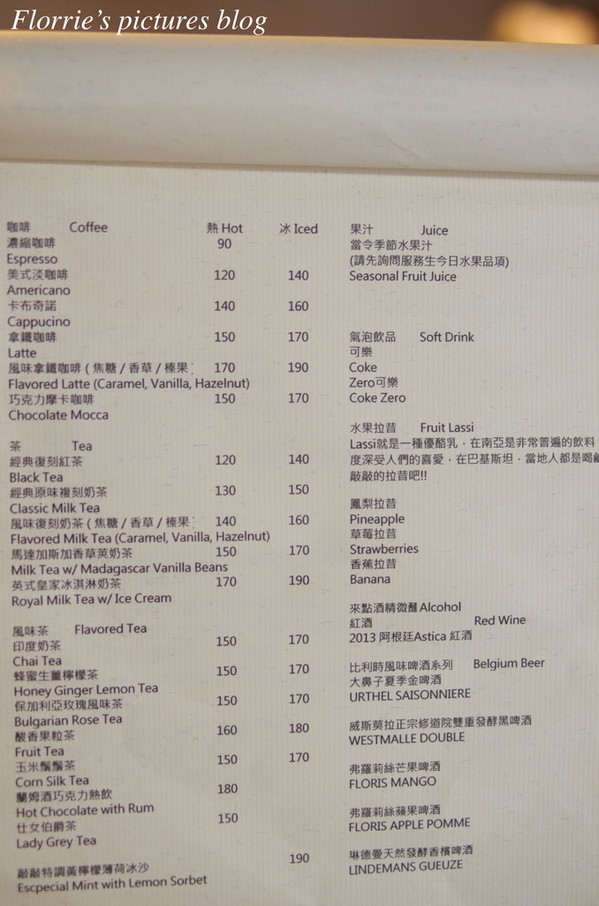 Florrie's pictures blog
咖啡 Coffee 熱 Hot 冰 Iced
濃縮咖啡 90
Espresso
美式淡咖啡 120 140
Americano
卡布奇諾 140 160
Cappucino
拿鐵咖啡 150 170
Latte
風味拿鐵咖啡 ( 焦糖 / 香草 / 榛果 170 190
Flavored Latte (Caramel, Vanilla, Hazelnut)
巧克力摩卡咖啡 150 170
Chocolate Mocca
茶 Tea
經典復刻紅茶 120 140
Black Tea
經典原味複刻奶茶 130 150
Classic Milk Tea
風味復刻奶茶 ( 焦糖 / 香草 / 榛果 140 160
Flavored Milk Tea (Caramel, Vanilla, Hazelnut)
馬達加斯加香草莢奶茶 150 170
Milk Tea w/ Madagascar Vanilla Beans
英式皇家冰淇淋奶茶 170 190
Royal Milk Tea w/ Ice Cream
風味茶 Flavored Tea
印度奶茶 150 170
Chai Tea
蜂蜜生薑檸檬茶 150 170
Honey Ginger Lemon Tea
保加利亞玫瑰風味茶 150 170
Bulgarian Rose Tea
酸香果粒茶 160 180
Fruit Tea
玉米鬚鬚茶 150 170
Corn Silk Tea
蘭姆酒巧克力熱飲 180
Hot Chocolate with Rum
仕女伯爵茶 150
Lady Grey Tea
敲敲特調黃檸檬薄荷冰沙 190
Escpecial Mint with Lemon Sorbet
果汁 Juice
當令季節水果汁
(請先詢問服務生今日水果品項)
Seasonal Fruit Juice
氣泡飲品 Soft Drink
可樂
Coke
Zero可樂
Coke Zero
水果拉昔 Fruit Lassi
Lassi就是一種優酪乳，在南亞是非常普遍的飲料
度深受人們的喜愛，在巴基斯坦，當地人都是喝
敲敲的拉昔吧!!
鳳梨拉昔
Pineapple
草莓拉昔
Strawberries
香蕉拉昔
Banana
來點酒精微醺Alcohol
紅酒 Red Wine
2013 阿根廷Astica 紅酒
比利時風味啤酒系列 Belgium Beer
大鼻子夏季金啤酒
URTHEL SAISONNIERE
威斯莫拉正宗修道院雙重發酵黑啤酒
WESTMALLE DOUBLE
弗羅莉絲芒果啤酒
FLORIS MANGO
弗羅莉絲蘋果啤酒
FLORIS APPLE POMME
琳德曼天然發酵香檳啤酒
LINDEMANS GUEUZE